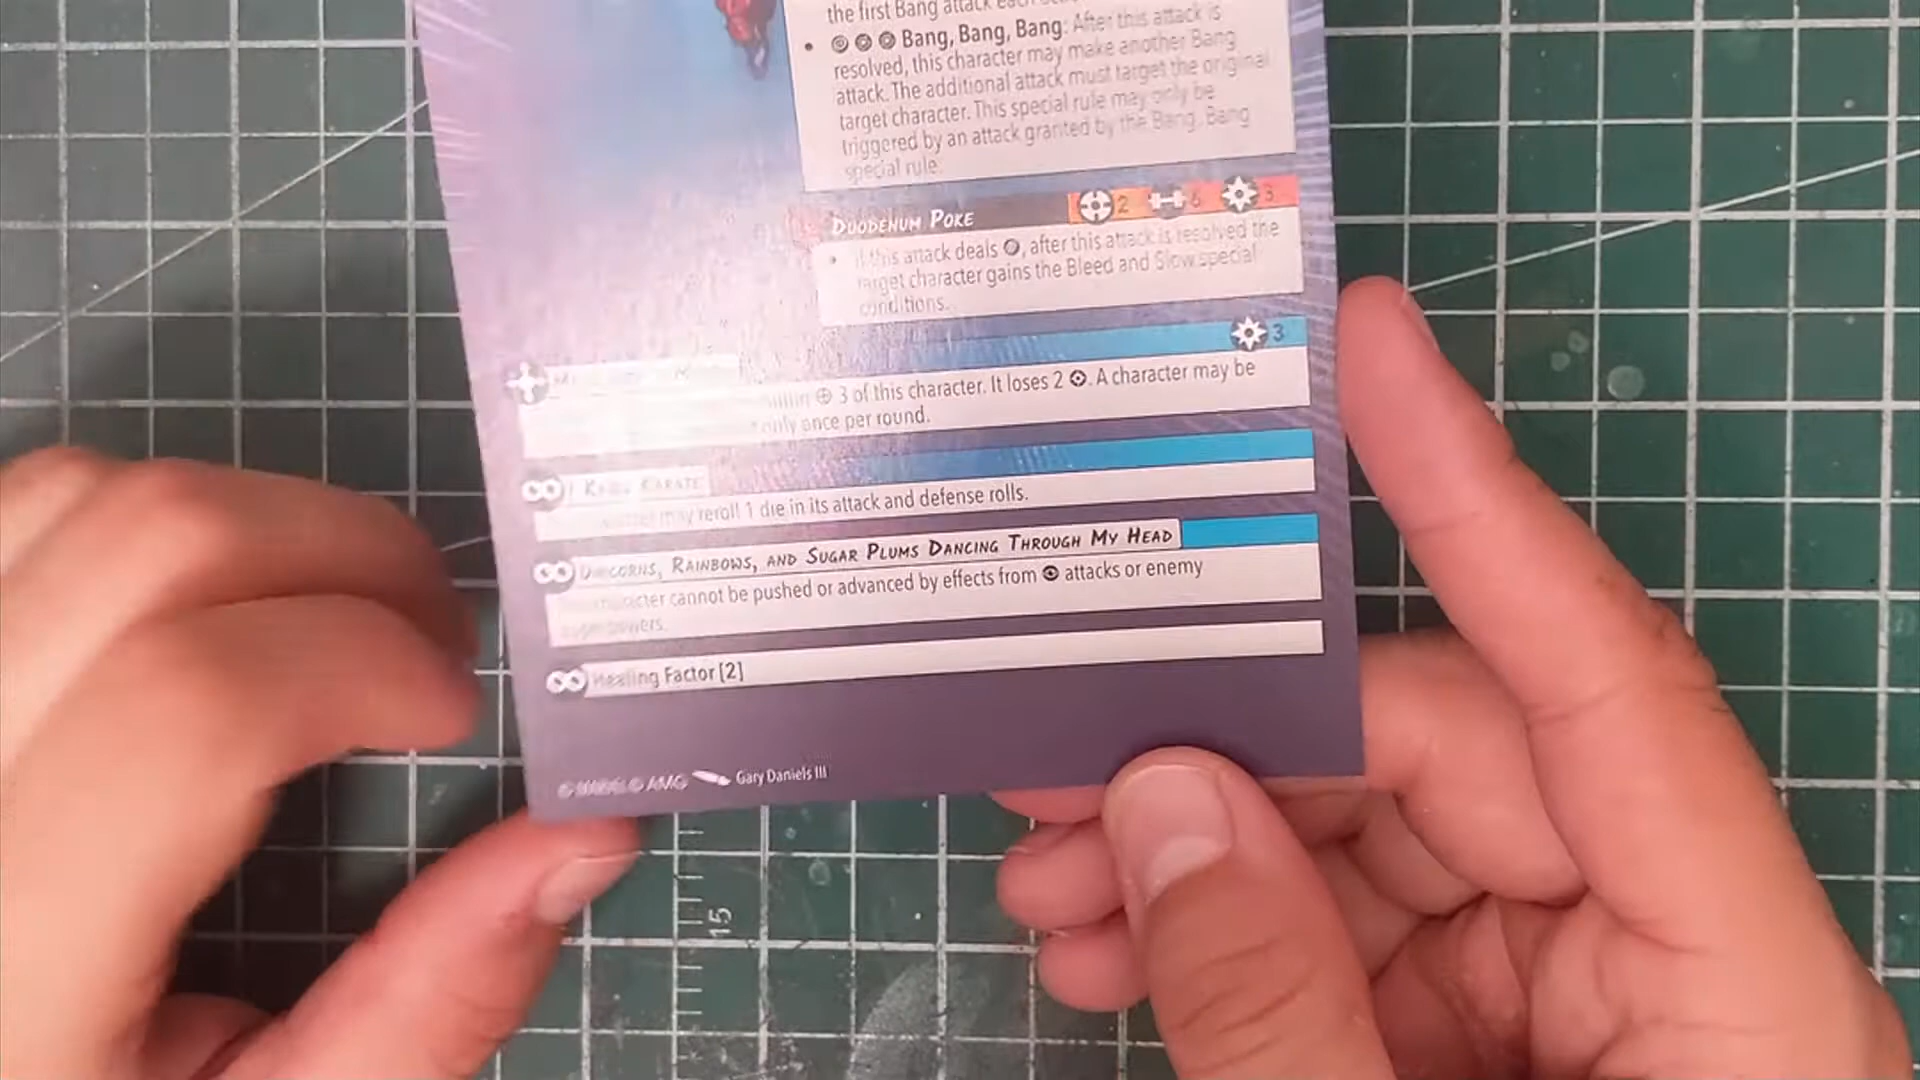 the first Bang attack
Bang, Bang, Bang: After this attack is
resolved, this character may make another Bang
attack. The additional attack must target the original
target character. This special rule may only be
triggered by an attack granted by the Bang, Bang
special rule.
DUODENUM POKE 2 6 3
If this attack deals , after this attack is resolved the
target character gains the Bleed and Slow special
conditions.
3
3 of this character. It loses 2 . A character may be
only once per round.
I KNOW KARATE
may reroll 1 die in its attack and defense rolls.
UNICORNS, RAINBOWS, AND SUGAR PLUMS DANCING THROUGH MY HEAD
character cannot be pushed or advanced by effects from attacks or enemy
superpowers.
Healing Factor [2]
© MARVEL © AMG Gary Daniels III
15